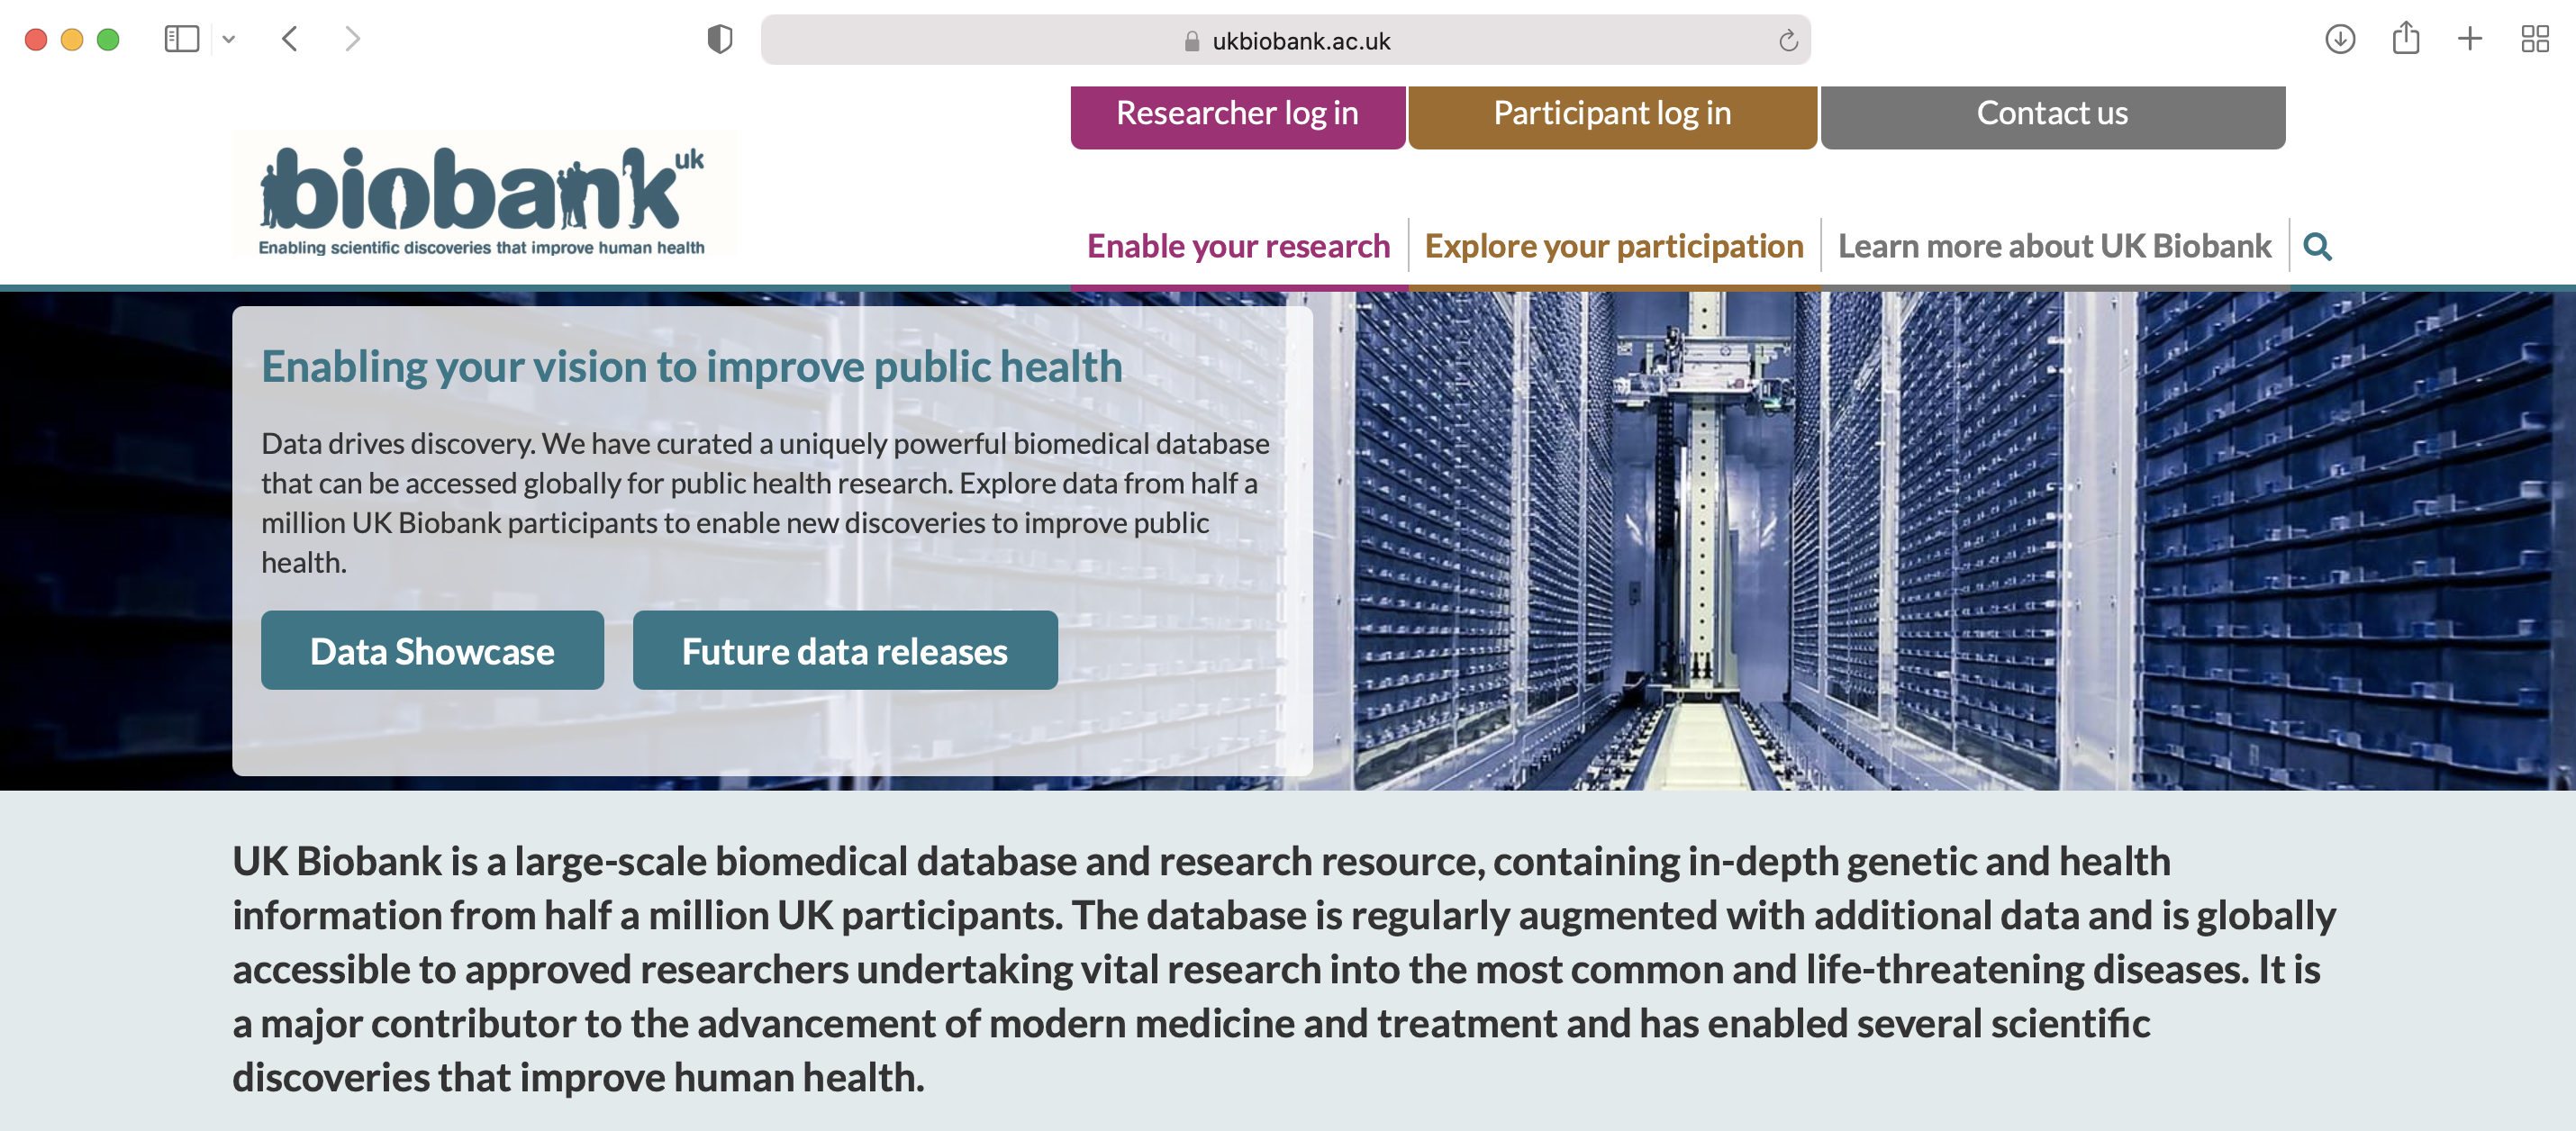 ukbiobank.ac.uk
Researcher log in
Participant log in
Contact us
biobank uk
Enabling scientific discoveries that improve human health
Enable your research
Explore your participation
Learn more about UK Biobank
Enabling your vision to improve public health
Data drives discovery. We have curated a uniquely powerful biomedical database
that can be accessed globally for public health research. Explore data from half a
million UK Biobank participants to enable new discoveries to improve public
health.
Data Showcase
Future data releases
UK Biobank is a large-scale biomedical database and research resource, containing in-depth genetic and health
information from half a million UK participants. The database is regularly augmented with additional data and is globally
accessible to approved researchers undertaking vital research into the most common and life-threatening diseases. It is
a major contributor to the advancement of modern medicine and treatment and has enabled several scientific
discoveries that improve human health.